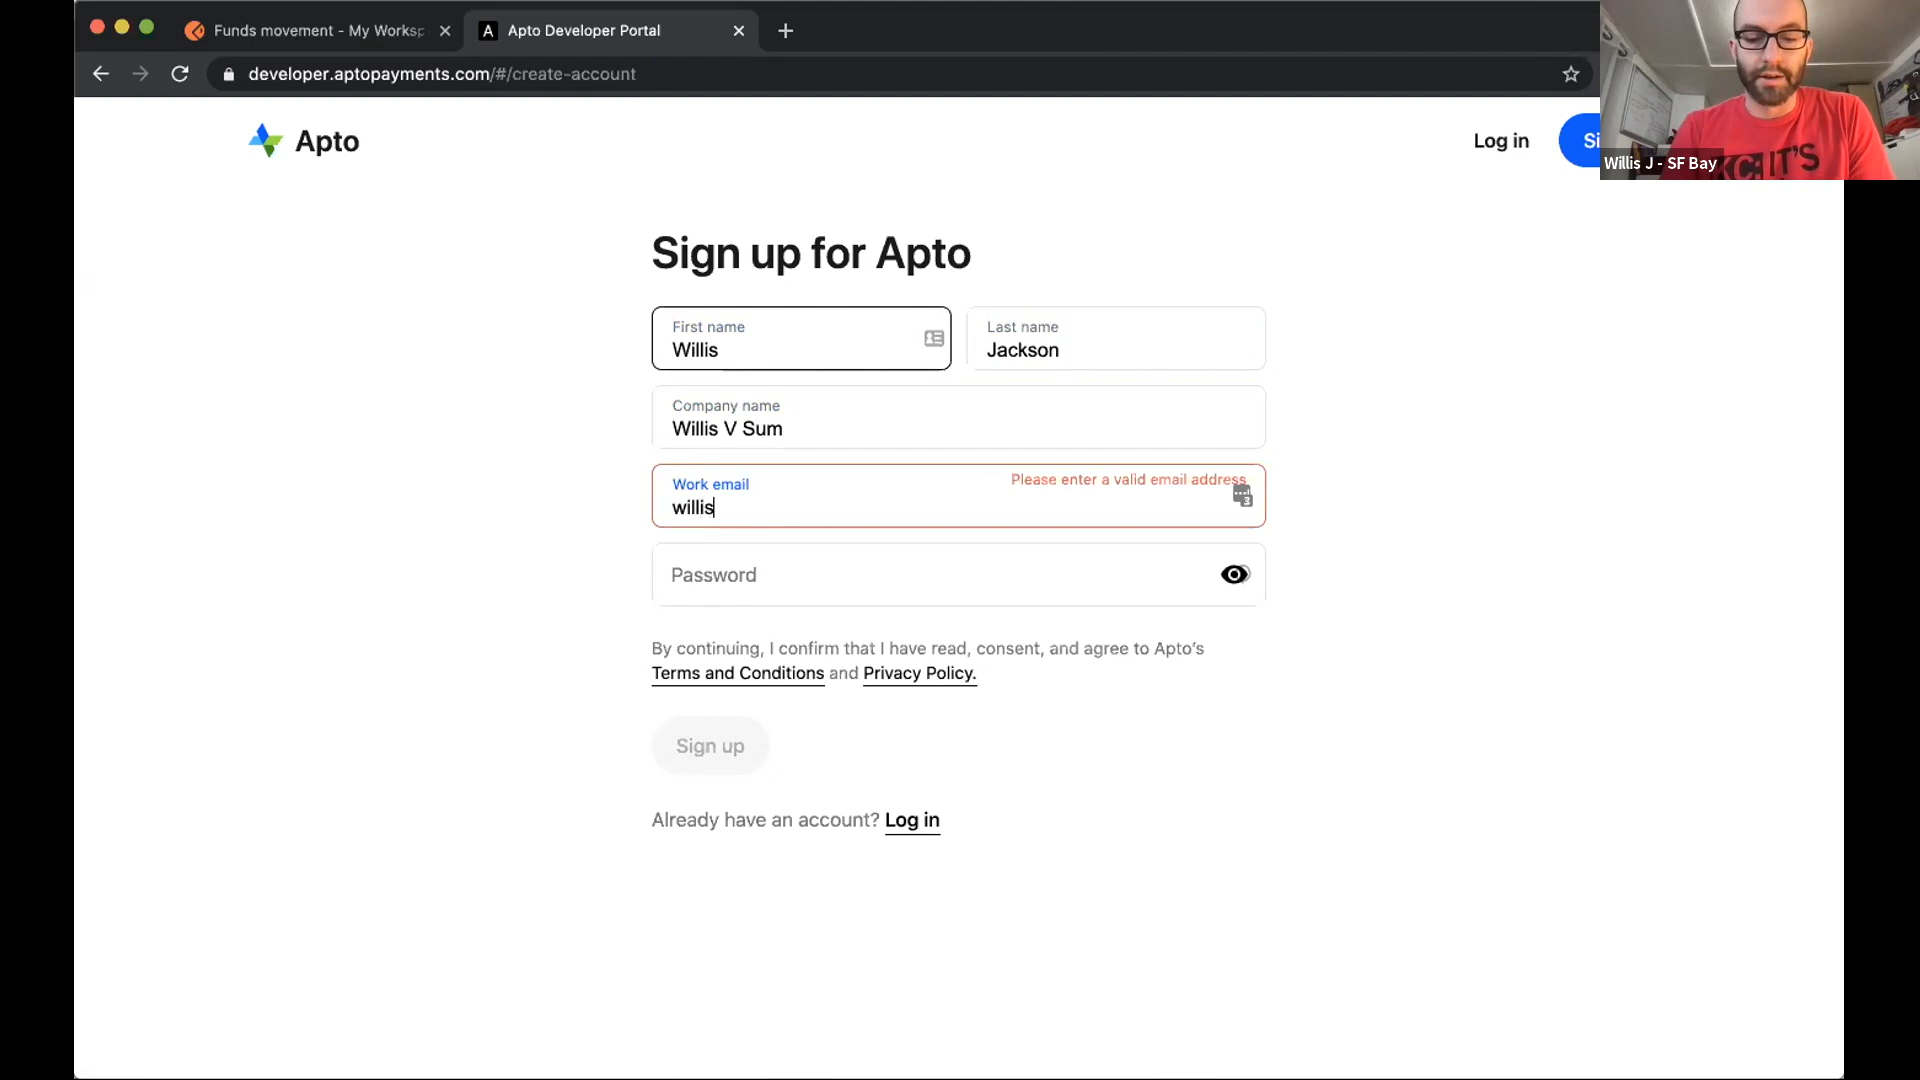 Funds movement - My Worksp
A Apto Developer Portal
developer.aptopayments.com/#/create-account
Apto
Log in
Si
Willis J - SF Bay
IT'S
Sign up for Apto
First name
Willis
Last name
Jackson
Company name
Willis V Sum
Work email
Please enter a valid email address
willis
3
Password
By continuing, I confirm that I have read, consent, and agree to Apto’s
Terms and Conditions and Privacy Policy.
Sign up
Already have an account? Log in